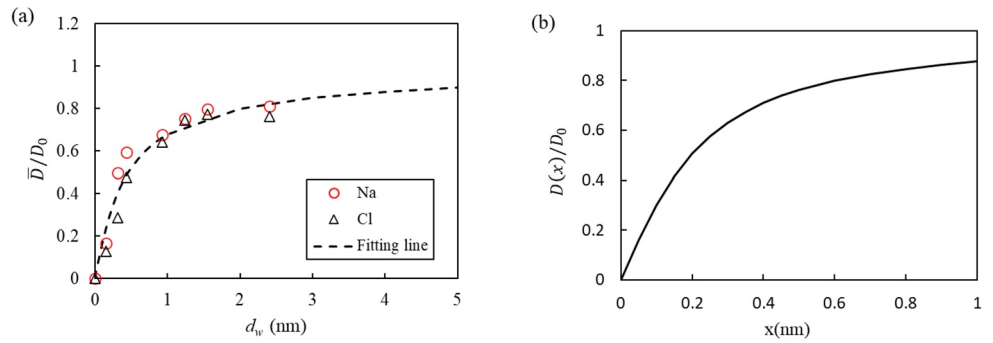 (a)
1.2
1
0.8
0.6
0.4
0.2
0
D̅/D₀
0 1 2 3 4 5
d_w (nm)
Na
Cl
Fitting line
(b)
1
0.8
0.6
0.4
0.2
0
D(x)/D₀
0 0.2 0.4 0.6 0.8 1
x(nm)